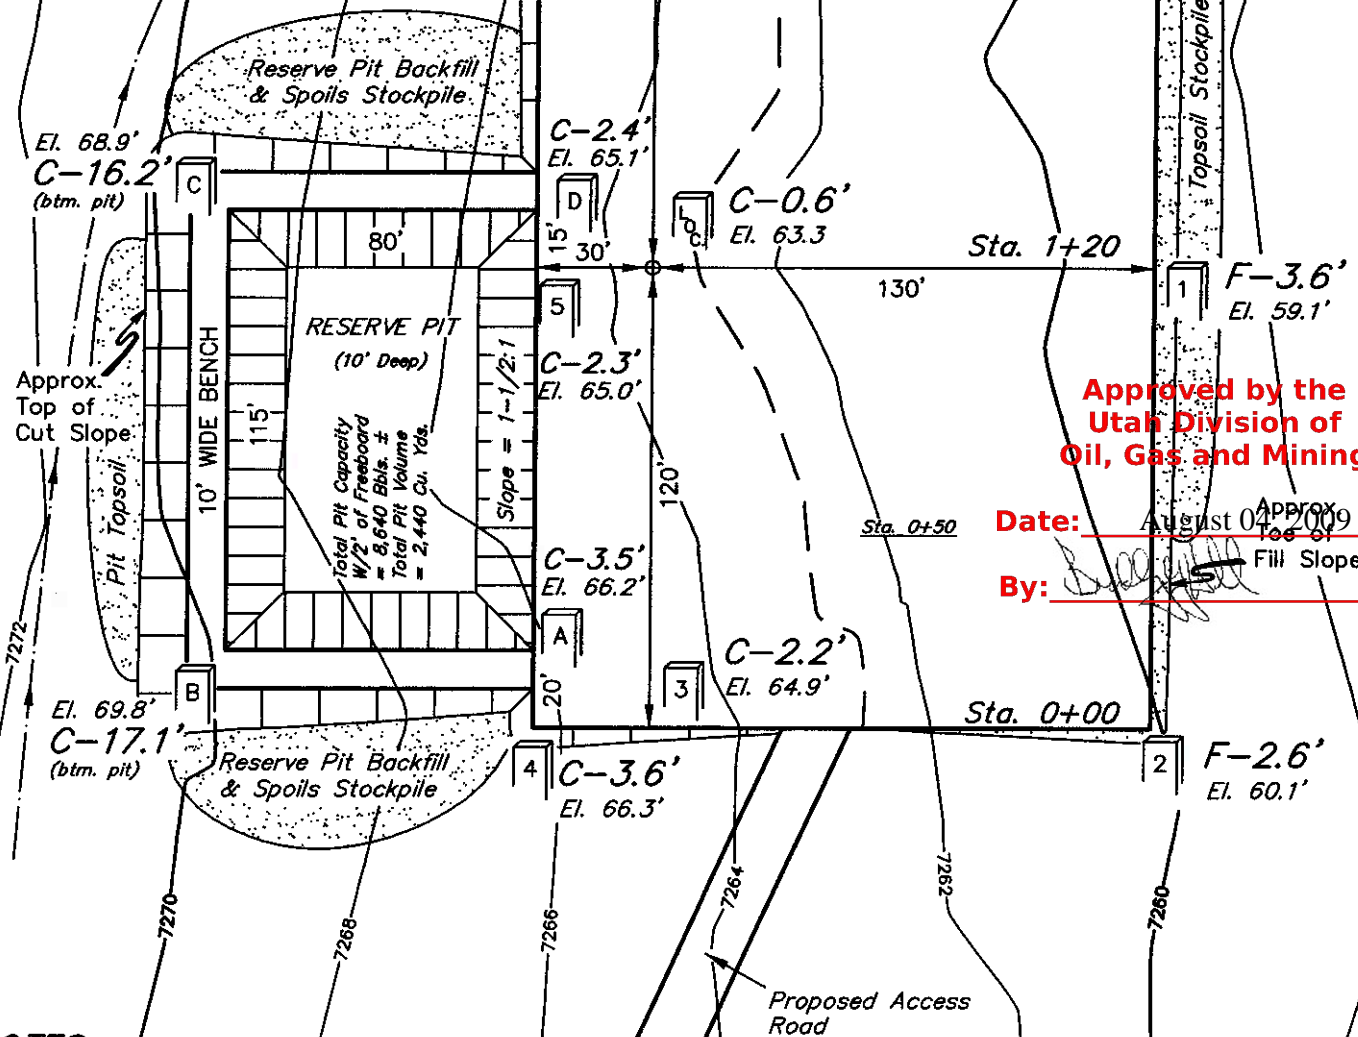 Reserve Pit Backfill
& Spoils Stockpile
Topsoil Stockpile
El. 68.9'
C-16.2'
(btm. pit)
C
C-2.4'
El. 65.1'
D
LOC.
C-0.6'
El. 63.3
80'
15'
30'
Sta. 1+20
130'
1
F-3.6'
El. 59.1'
5
C-2.3'
El. 65.0'
RESERVE PIT
(10' Deep)
Approx.
Top of
Cut Slope
10' WIDE BENCH
115'
Total Pit Capacity
W/2' of Freeboard
= 8,640 Bbls. ±
Total Pit Volume
= 2,440 Cu. Yds.
Slope = 1-1/2:1
120'
Pit Topsoil
Approved by the
Utah Division of
Oil, Gas and Mining
Date: August 04, 2009
By:
Approx.
Toe of
Fill Slope
Sta. 0+50
C-3.5'
El. 66.2'
A
20'
3
C-2.2'
El. 64.9'
Sta. 0+00
7272
B
El. 69.8'
C-17.1'
(btm. pit)
Reserve Pit Backfill
& Spoils Stockpile
4
C-3.6'
El. 66.3'
2
F-2.6'
El. 60.1'
7270
7268
7266
7264
7262
7260
Proposed Access
Road